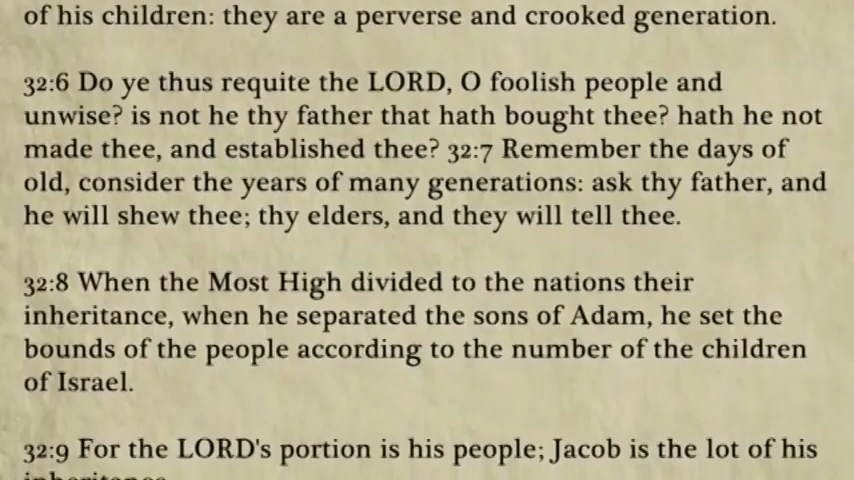 of his children: they are a perverse and crooked generation.
32:6 Do ye thus requite the LORD, O foolish people and
unwise? is not he thy father that hath bought thee? hath he not
made thee, and established thee? 32:7 Remember the days of
old, consider the years of many generations: ask thy father, and
he will shew thee; thy elders, and they will tell thee.
32:8 When the Most High divided to the nations their
inheritance, when he separated the sons of Adam, he set the
bounds of the people according to the number of the children
of Israel.
32:9 For the LORD's portion is his people; Jacob is the lot of his
inheritance.